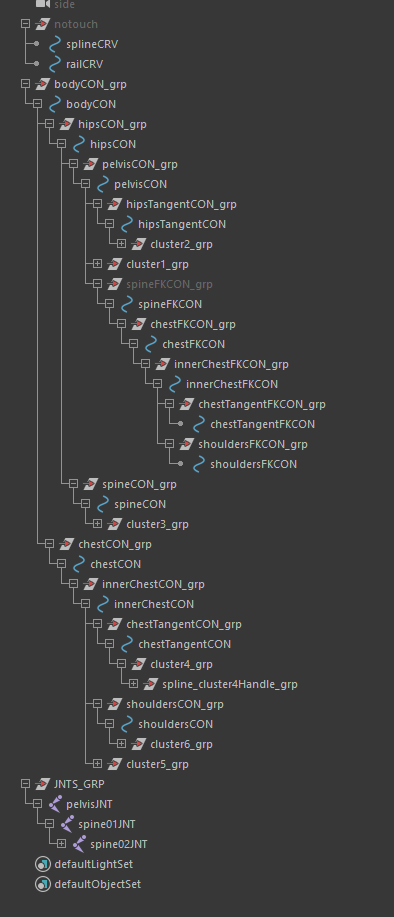 side
notouch
splineCRV
railCRV
bodyCON_grp
bodyCON
hipsCON_grp
hipsCON
pelvisCON_grp
pelvisCON
hipsTangentCON_grp
hipsTangentCON
cluster2_grp
cluster1_grp
spineFKCON_grp
spineFKCON
chestFKCON_grp
chestFKCON
innerChestFKCON_grp
innerChestFKCON
chestTangentFKCON_grp
chestTangentFKCON
shouldersFKCON_grp
shouldersFKCON
spineCON_grp
spineCON
cluster3_grp
chestCON_grp
chestCON
innerChestCON_grp
innerChestCON
chestTangentCON_grp
chestTangentCON
cluster4_grp
spline_cluster4Handle_grp
shouldersCON_grp
shouldersCON
cluster6_grp
cluster5_grp
JNTS_GRP
pelvisJNT
spine01JNT
spine02JNT
defaultLightSet
defaultObjectSet